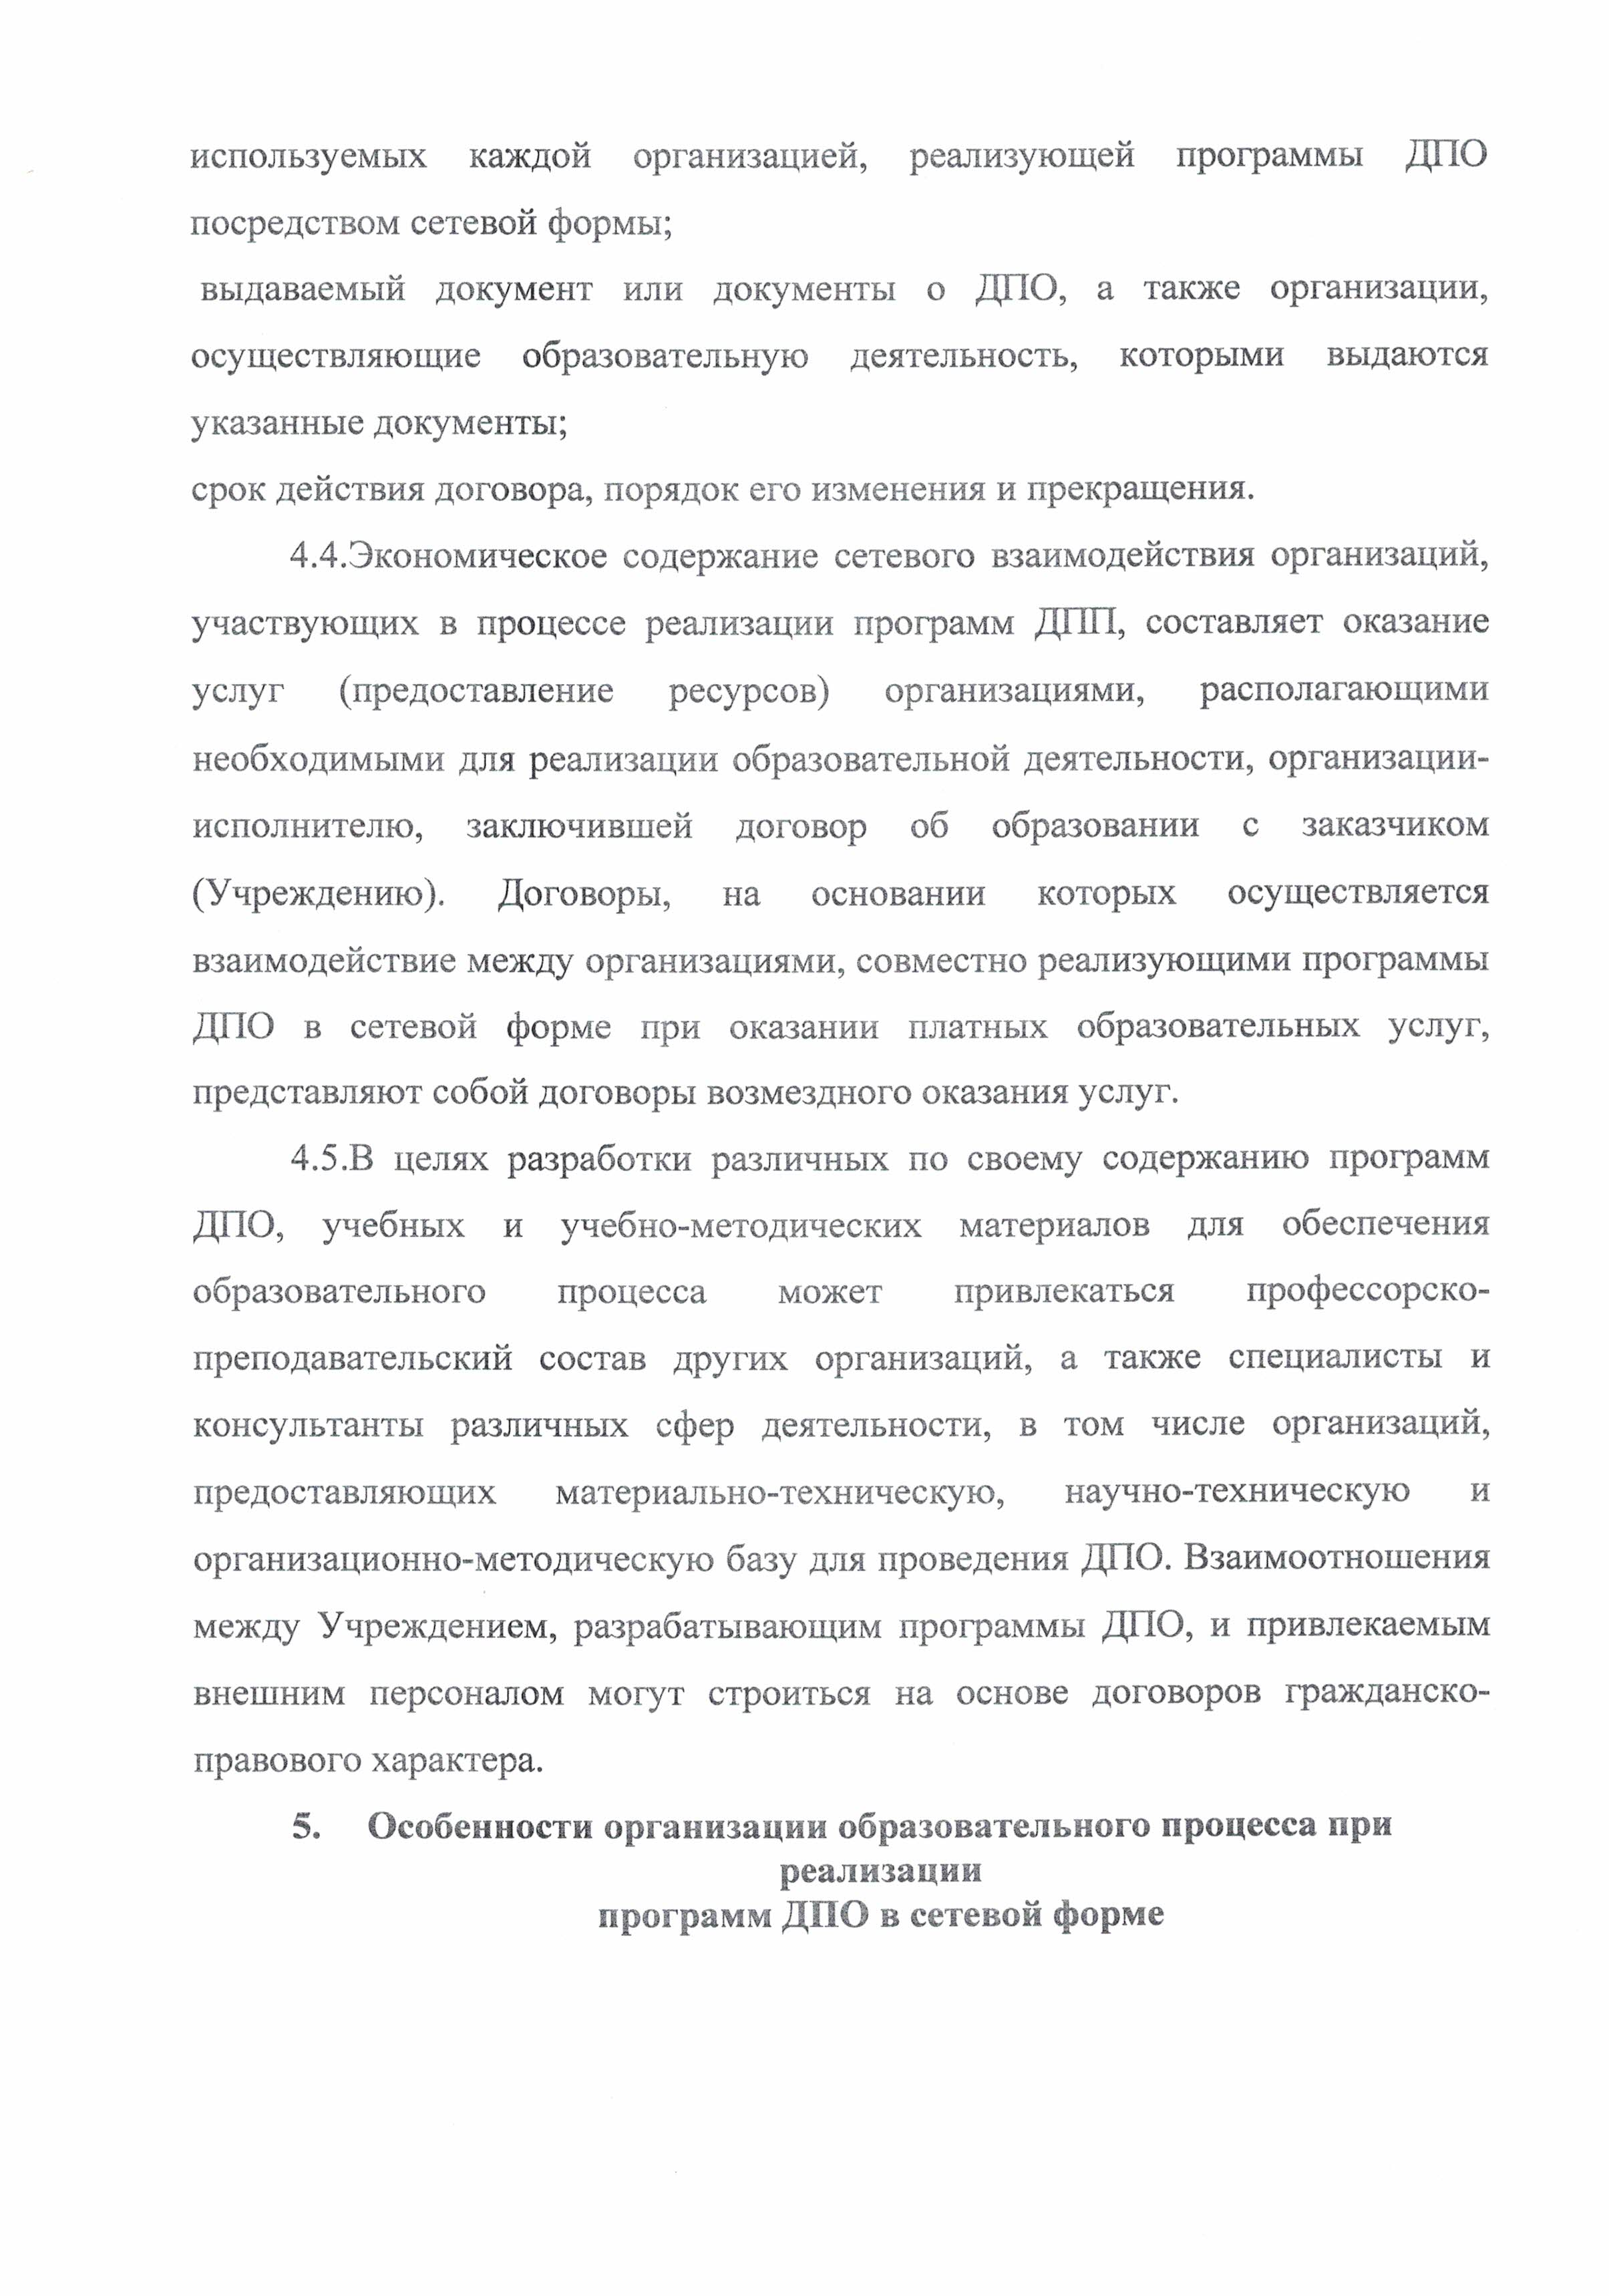 используемых каждой организацией, реализующей программы ДПО
посредством сетевой формы;
выдаваемый документ или документы о ДПО, а также организации,
осуществляющие образовательную деятельность, которыми выдаются
указанные документы;
срок действия договора, порядок его изменения и прекращения.
4.4.Экономическое содержание сетевого взаимодействия организаций,
участвующих в процессе реализации программ ДПП, составляет оказание
услуг (предоставление ресурсов) организациями, располагающими
необходимыми для реализации образовательной деятельности, организации-
исполнителю, заключившей договор об образовании с заказчиком
(Учреждению). Договоры, на основании которых осуществляется
взаимодействие между организациями, совместно реализующими программы
ДПО в сетевой форме при оказании платных образовательных услуг,
представляют собой договоры возмездного оказания услуг.
4.5.В целях разработки различных по своему содержанию программ
ДПО, учебных и учебно-методических материалов для обеспечения
образовательного процесса может привлекаться профессорско-
преподавательский состав других организаций, а также специалисты и
консультанты различных сфер деятельности, в том числе организаций,
предоставляющих материально-техническую, научно-техническую и
организационно-методическую базу для проведения ДПО. Взаимоотношения
между Учреждением, разрабатывающим программы ДПО, и привлекаемым
внешним персоналом могут строиться на основе договоров гражданско-
правового характера.
5. Особенности организации образовательного процесса при
реализации
программ ДПО в сетевой форме